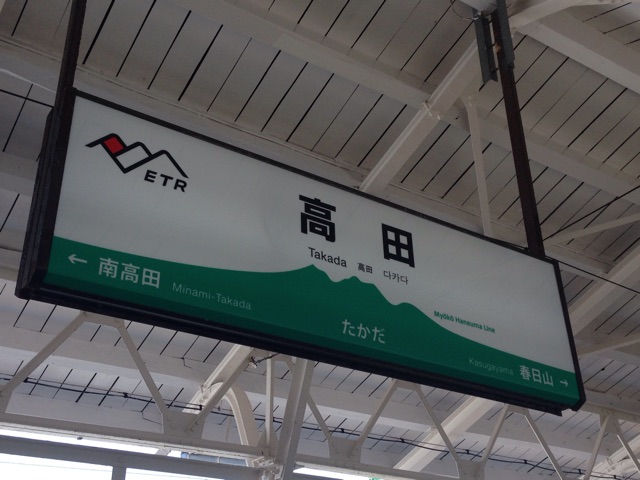 ETR
高田
Takada 高田 다카다
← 南高田 Minami-Takada
Myōkō Haneuma Line
たかだ
Kasugayama 春日山 →